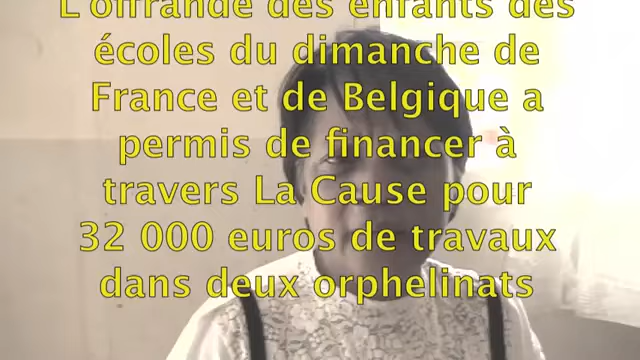 L'offrande des enfants des
écoles du dimanche de
France et de Belgique a
permis de financer à
travers La Cause pour
32 000 euros de travaux
dans deux orphelinats